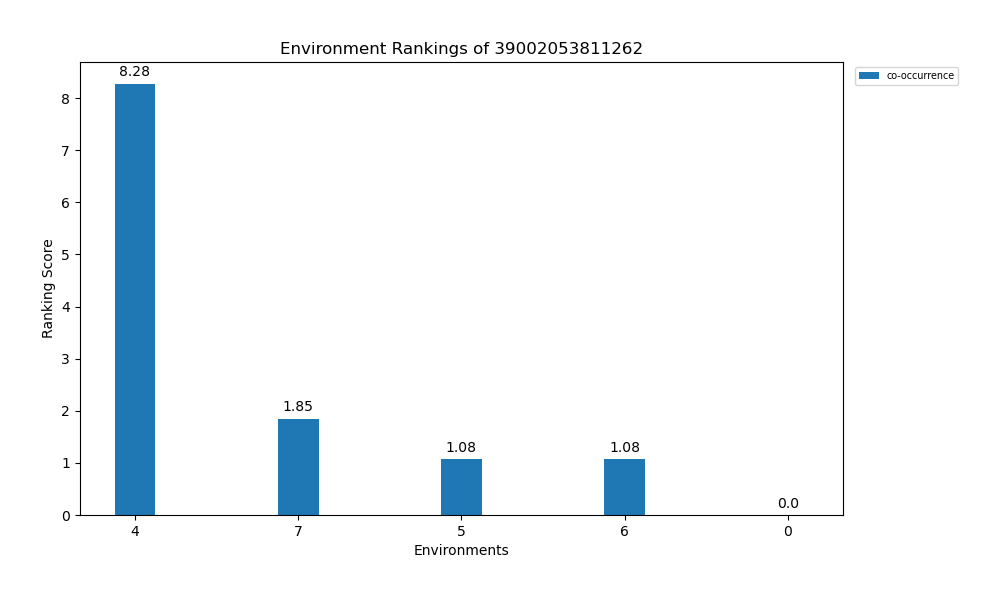 Environment Rankings of 39002053811262
co-occurrence
8.28
1.85
1.08
1.08
0.0
Ranking Score
8
7
6
5
4
3
2
1
0
4 7 5 6 0
Environments